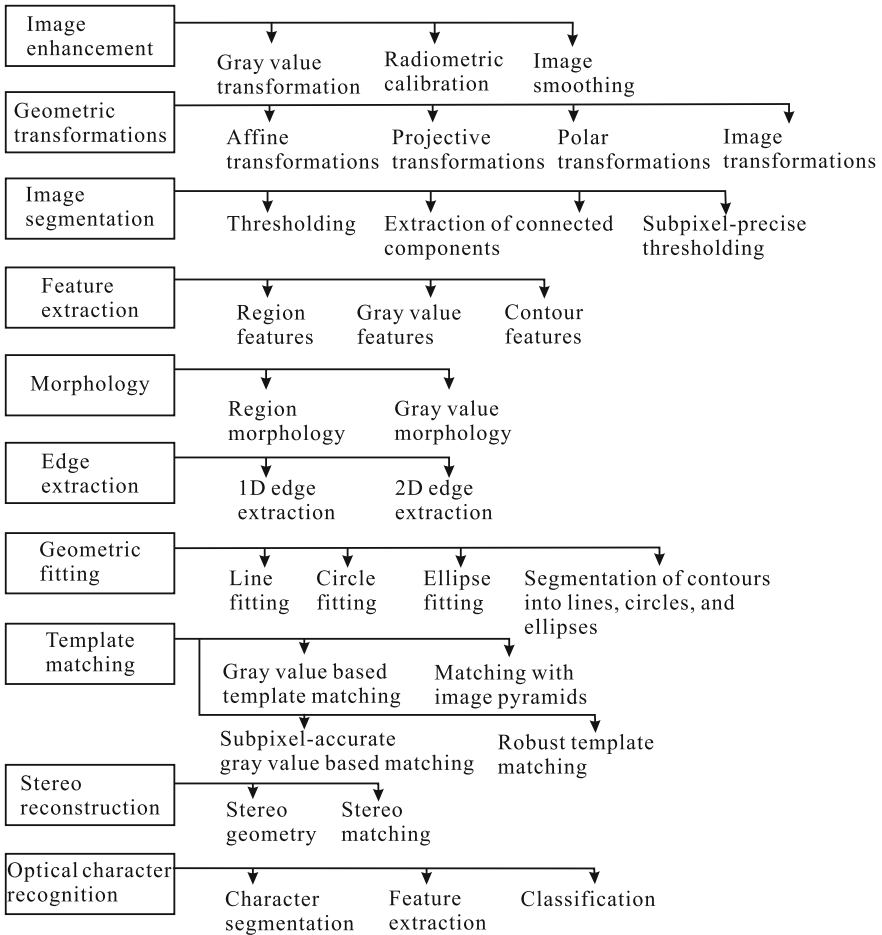 Image
enhancement
Gray value
transformation
Radiometric
calibration
Image
smoothing
Geometric
transformations
Affine
transformations
Projective
transformations
Polar
transformations
Image
transformations
Image
segmentation
Thresholding
Extraction of connected
components
Subpixel-precise
thresholding
Feature
extraction
Region
features
Gray value
features
Contour
features
Morphology
Region
morphology
Gray value
morphology
Edge
extraction
1D edge
extraction
2D edge
extraction
Geometric
fitting
Line
fitting
Circle
fitting
Ellipse
fitting
Segmentation of contours
into lines, circles, and
ellipses
Template
matching
Gray value based
template matching
Matching with
image pyramids
Subpixel-accurate
gray value based matching
Robust template
matching
Stereo
reconstruction
Stereo
geometry
Stereo
matching
Optical character
recognition
Character
segmentation
Feature
extraction
Classification